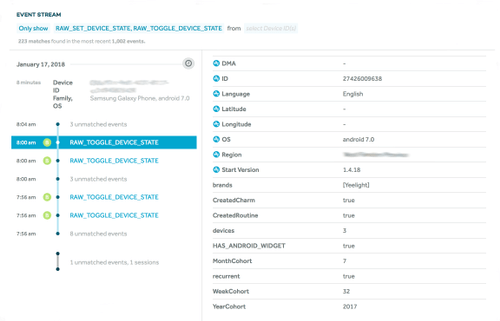 EVENT STREAM
Only show RAW_SET_DEVICE_STATE, RAW_TOGGLE_DEVICE_STATE from Select Device ID(s)
223 matches found in the most recent 1,002 events.
January 17, 2018
9 minutes
Device
ID
Family, Samsung Galaxy Phone, android 7.0
OS
8:04 am 3 unmatched events
8:00 am RAW_TOGGLE_DEVICE_STATE
8:00 am RAW_TOGGLE_DEVICE_STATE
8:00 am 3 unmatched events
7:56 am RAW_TOGGLE_DEVICE_STATE
7:56 am RAW_TOGGLE_DEVICE_STATE
7:56 am 8 unmatched events
1 unmatched events, 1 sessions
DMA -
ID 27426009638
Language English
Latitude -
Longitude -
OS android 7.0
Region
Start Version 1.4.18
brands [Yeelight]
CreatedCharm true
CreatedRoutine true
devices 3
HAS_ANDROID_WIDGET true
MonthCohort 7
recurrent true
WeekCohort 32
YearCohort 2017